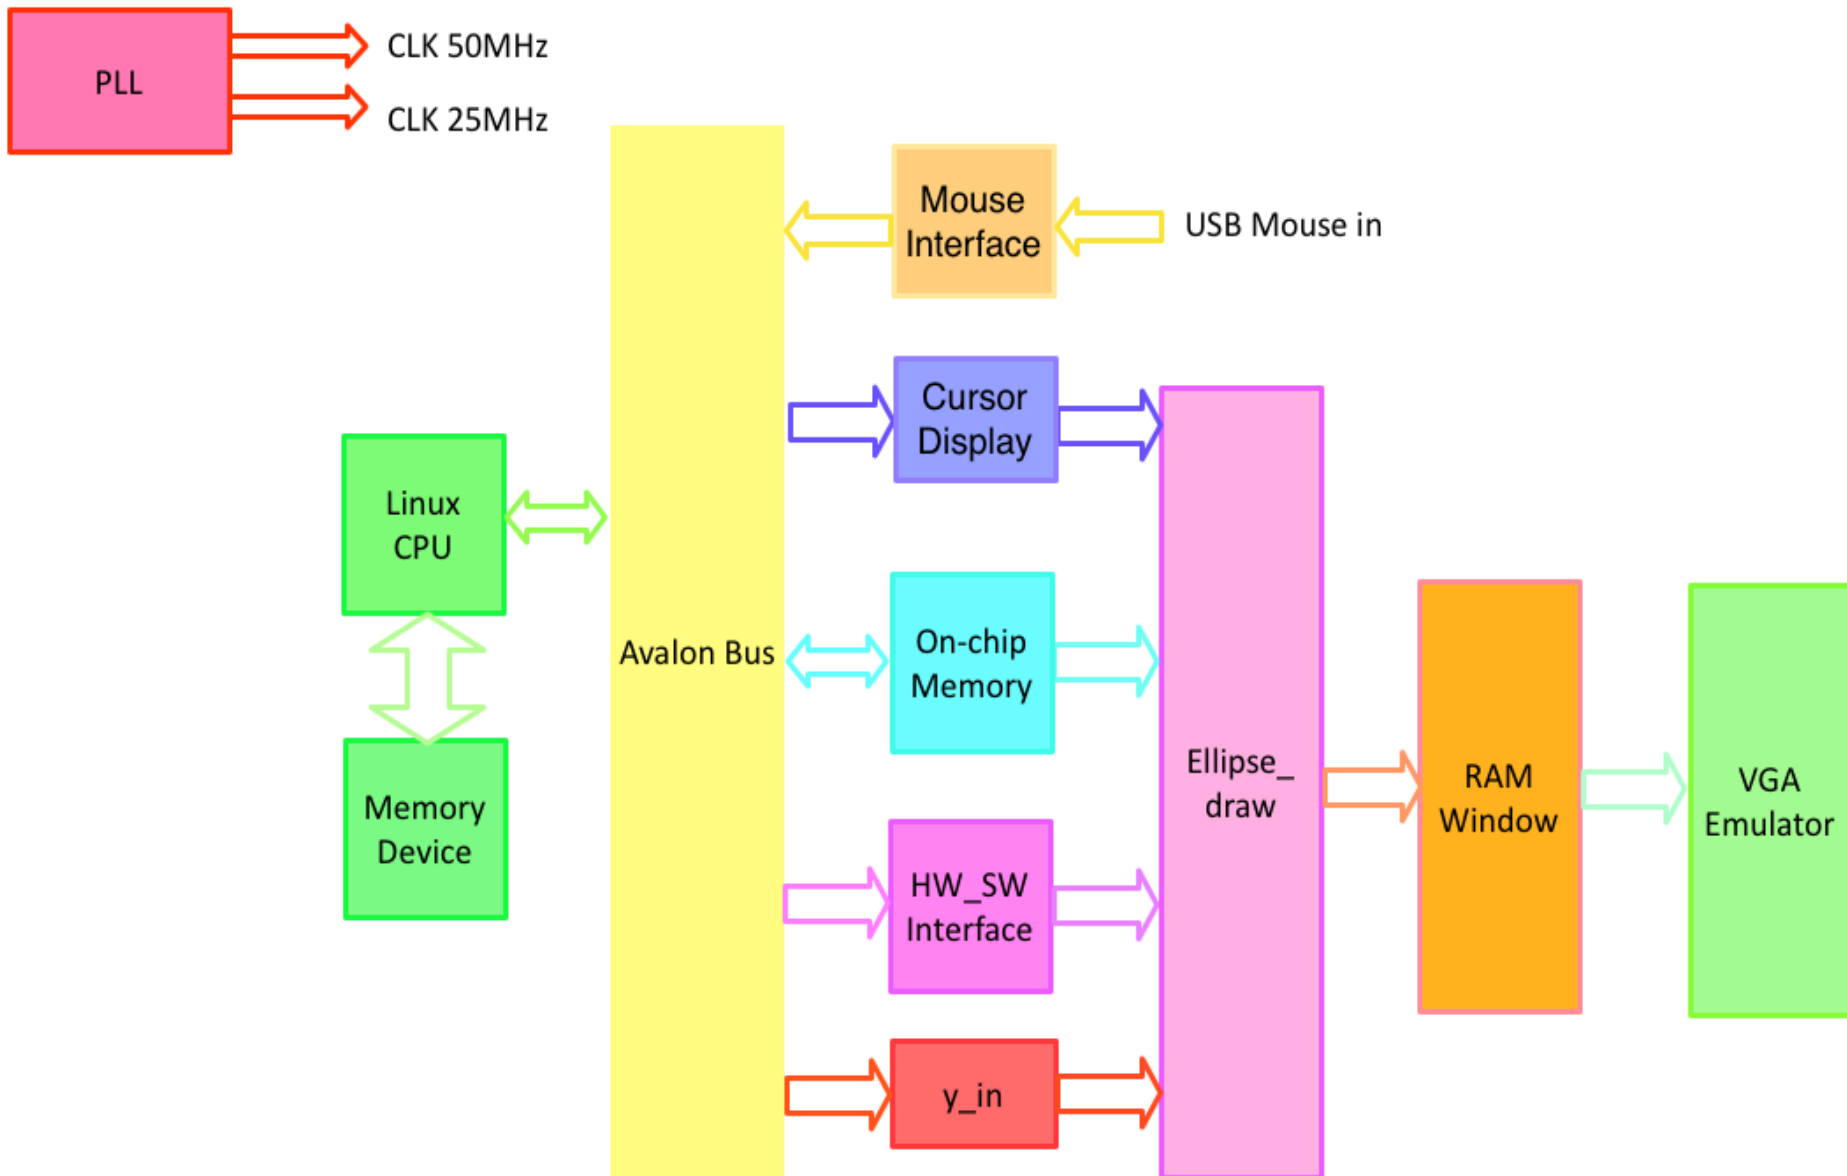 PLL
CLK 50MHz
CLK 25MHz
Mouse
Interface
USB Mouse in
Cursor
Display
Linux
CPU
Avalon Bus
On-chip
Memory
Memory
Device
Ellipse_
draw
RAM
Window
VGA
Emulator
HW_SW
Interface
y_in